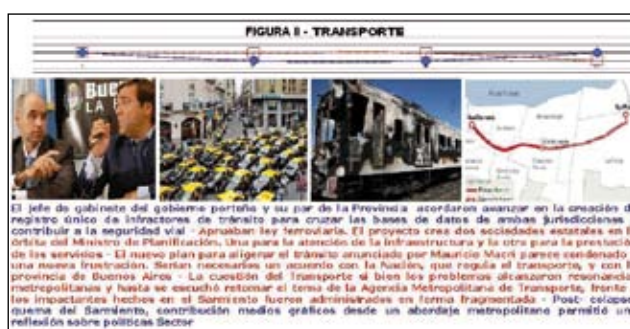 FIGURA II - TRANSPORTE
El jefe de gabinete del gobierno porteño y su par de la Provincia acordaron avanzar en la creación de
registro único de infractores de tránsito para cruzar las bases de datos de ambas jurisdicciones
contribuir a la seguridad vial - Aprueban ley ferroviaria. El proyecto crea dos sociedades estatales en
órbita del Ministro de Planificación. Una para la atención de la infraestructura y la otra para la prestación
de los servicios - El nuevo plan para aligerar el tránsito anunciado por Mauricio Macri parece condenado
una nueva frustración. Serían necesarios un acuerdo con la Nación, que regula el transporte, y con
provincia de Buenos Aires - La cuestión del Transporte si bien los problemas alcanzaron resonancias
metropolitanas y hasta se escuchó retomar el tema de la Agencia Metropolitana de Transporte, frente
los impactantes hechos en el Sarmiento fueron administrados en forma fragmentada - Post- colapso
quema del Sarmiento, contribución medios gráficos desde un abordaje metropolitano permitió una
reflexión sobre políticas Sector